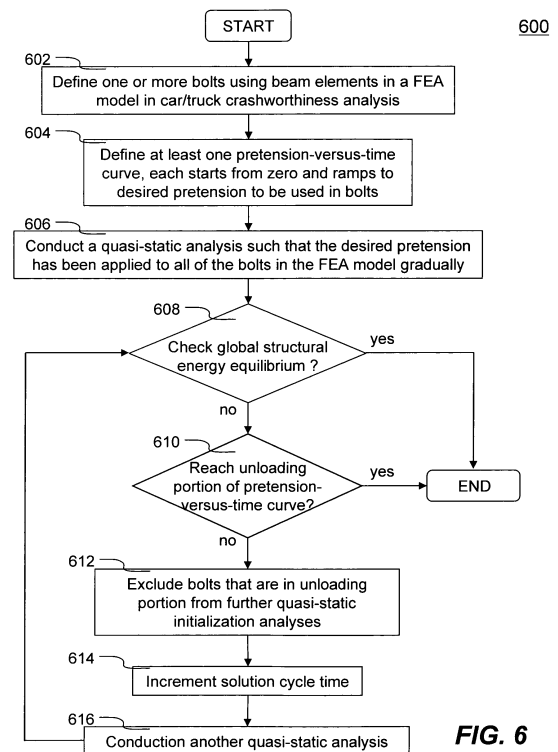 START
600
602
Define one or more bolts using beam elements in a FEA
model in car/truck crashworthiness analysis
604
Define at least one pretension-versus-time
curve, each starts from zero and ramps to
desired pretension to be used in bolts
606
Conduct a quasi-static analysis such that the desired pretension
has been applied to all of the bolts in the FEA model gradually
608
Check global structural
energy equilibrium ?
yes
no
610
Reach unloading
portion of pretension-
versus-time curve?
yes
END
no
612
Exclude bolts that are in unloading
portion from further quasi-static
initialization analyses
614
Increment solution cycle time
616
Conduction another quasi-static analysis
FIG. 6